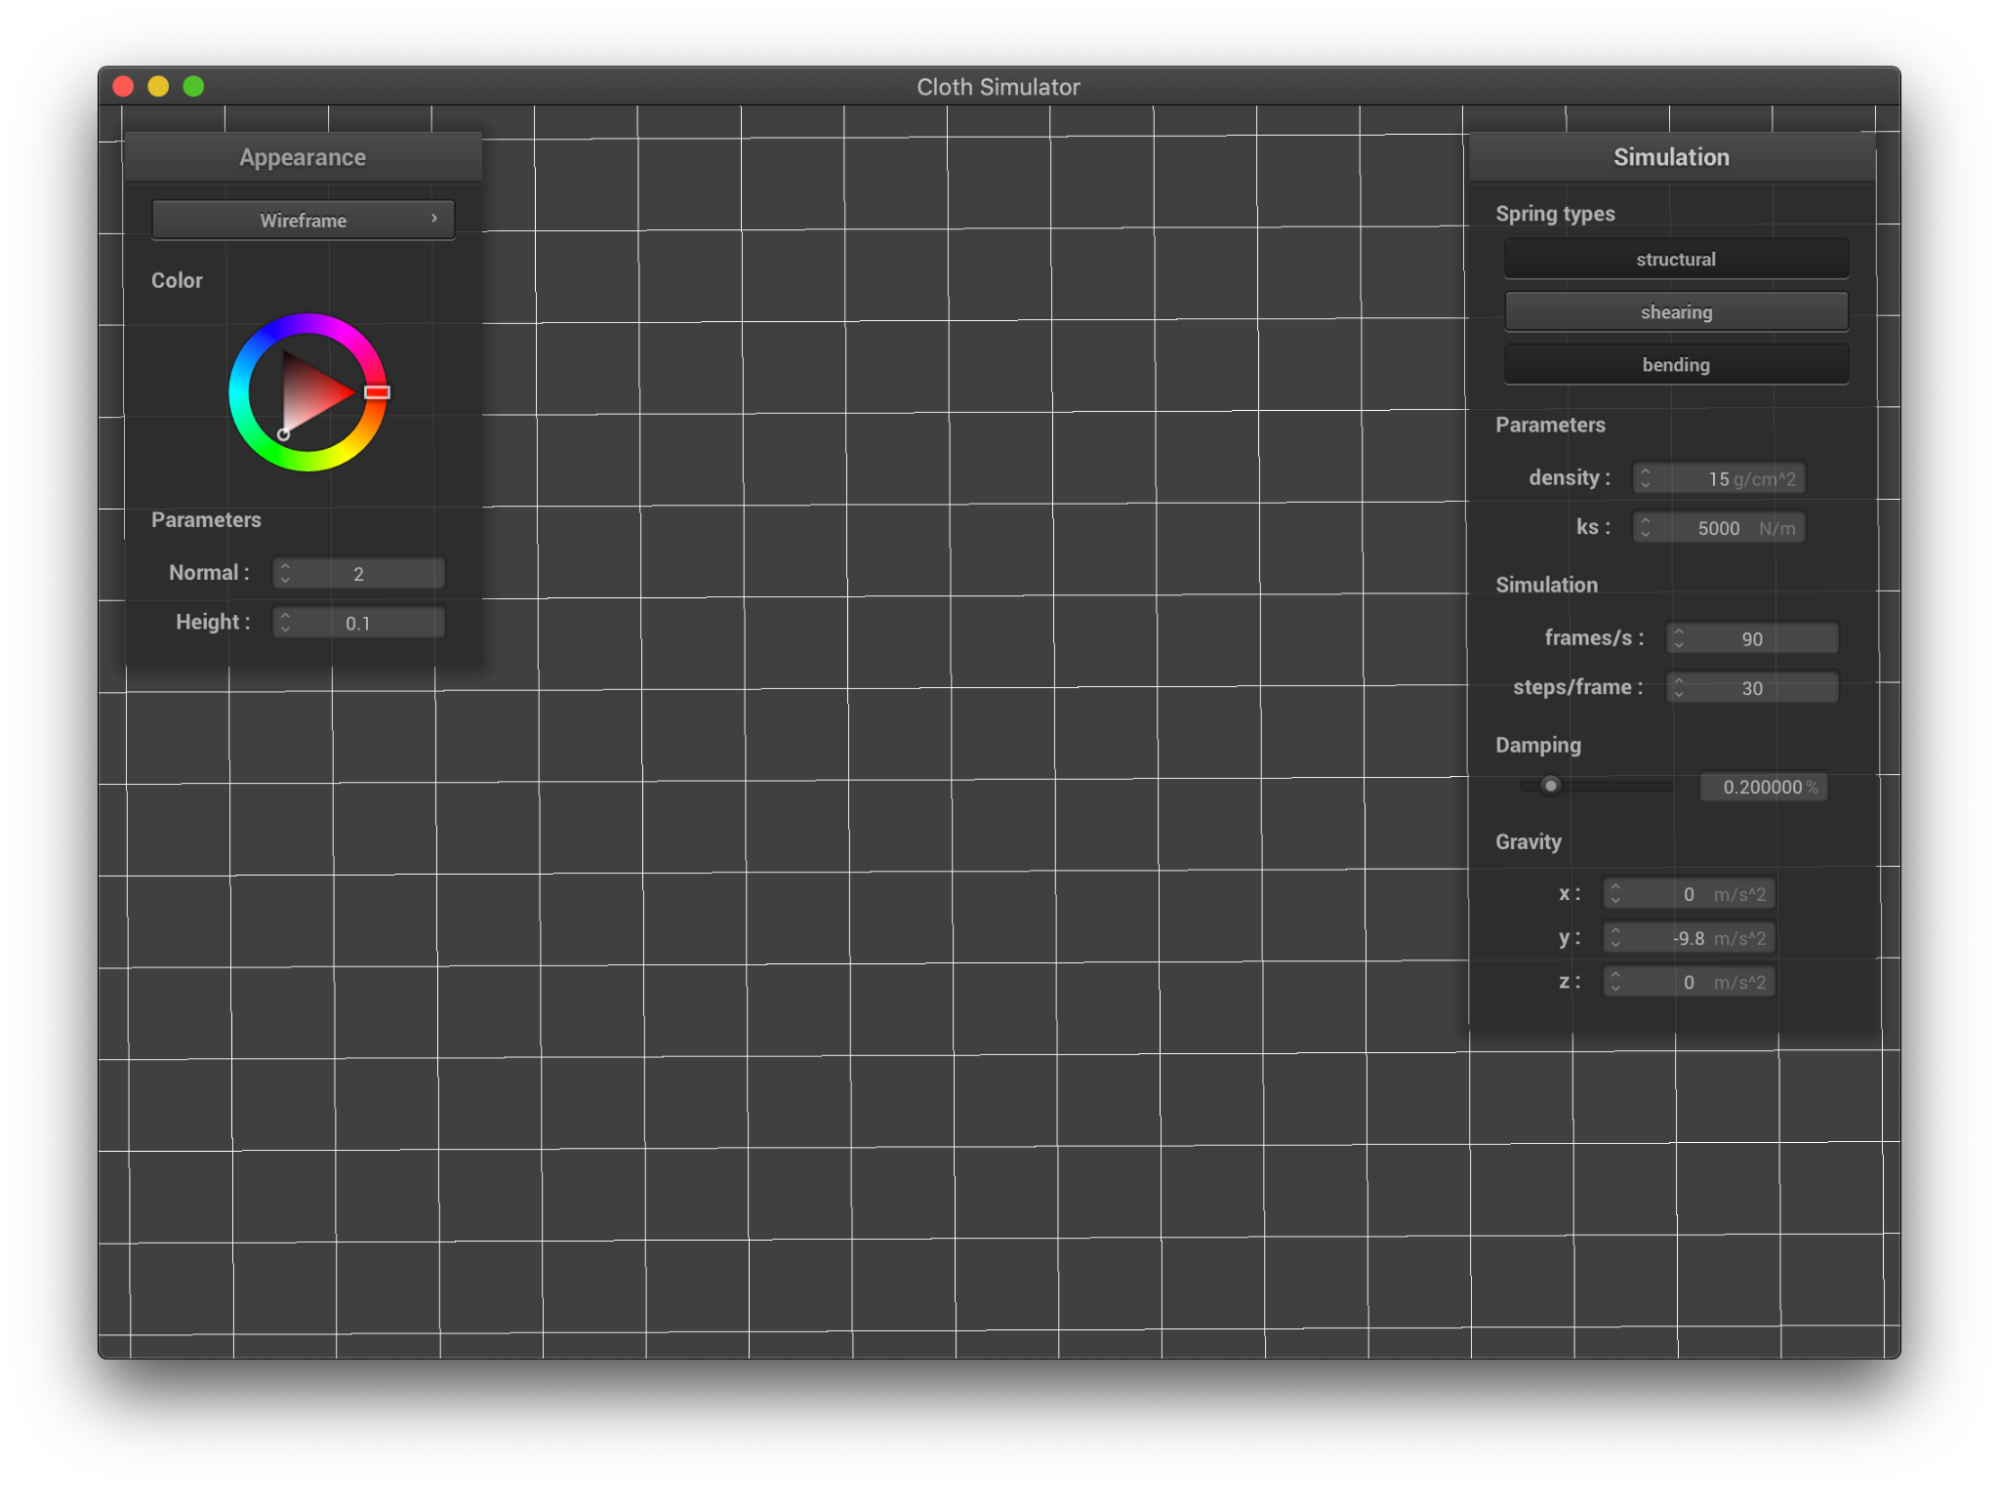 Cloth Simulator
Appearance
Wireframe
Color
Parameters
Normal : 2
Height : 0.1
Simulation
Spring types
structural
shearing
bending
Parameters
density : 15 g/cm^2
ks : 5000 N/m
Simulation
frames/s : 90
steps/frame : 30
Damping
0.200000 %
Gravity
x : 0 m/s^2
y : -9.8 m/s^2
z : 0 m/s^2